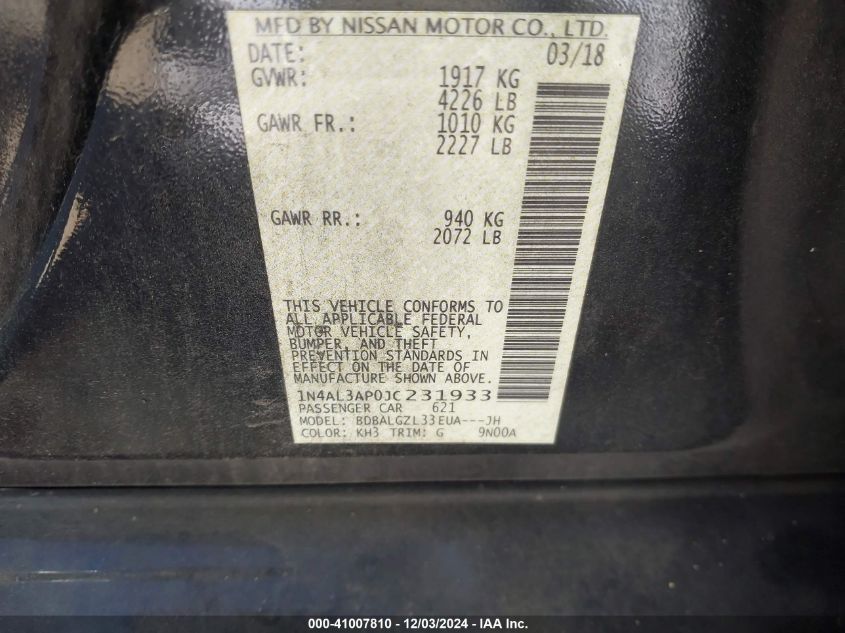 MFD BY NISSAN MOTOR CO., LTD.
DATE: 03/18
GVWR: 1917 KG
4226 LB
GAWR FR.: 1010 KG
2227 LB
GAWR RR.: 940 KG
2072 LB
THIS VEHICLE CONFORMS TO
ALL APPLICABLE FEDERAL
MOTOR VEHICLE SAFETY,
BUMPER, AND THEFT
PREVENTION STANDARDS IN
EFFECT ON THE DATE OF
MANUFACTURE SHOWN ABOVE.
1N4AL3AP0JC231933
PASSENGER CAR 621
MODEL: BDBALGZL33EUA---JH
COLOR: KH3 TRIM: G 9N00A
000-41007810 - 12/03/2024 - IAA Inc.